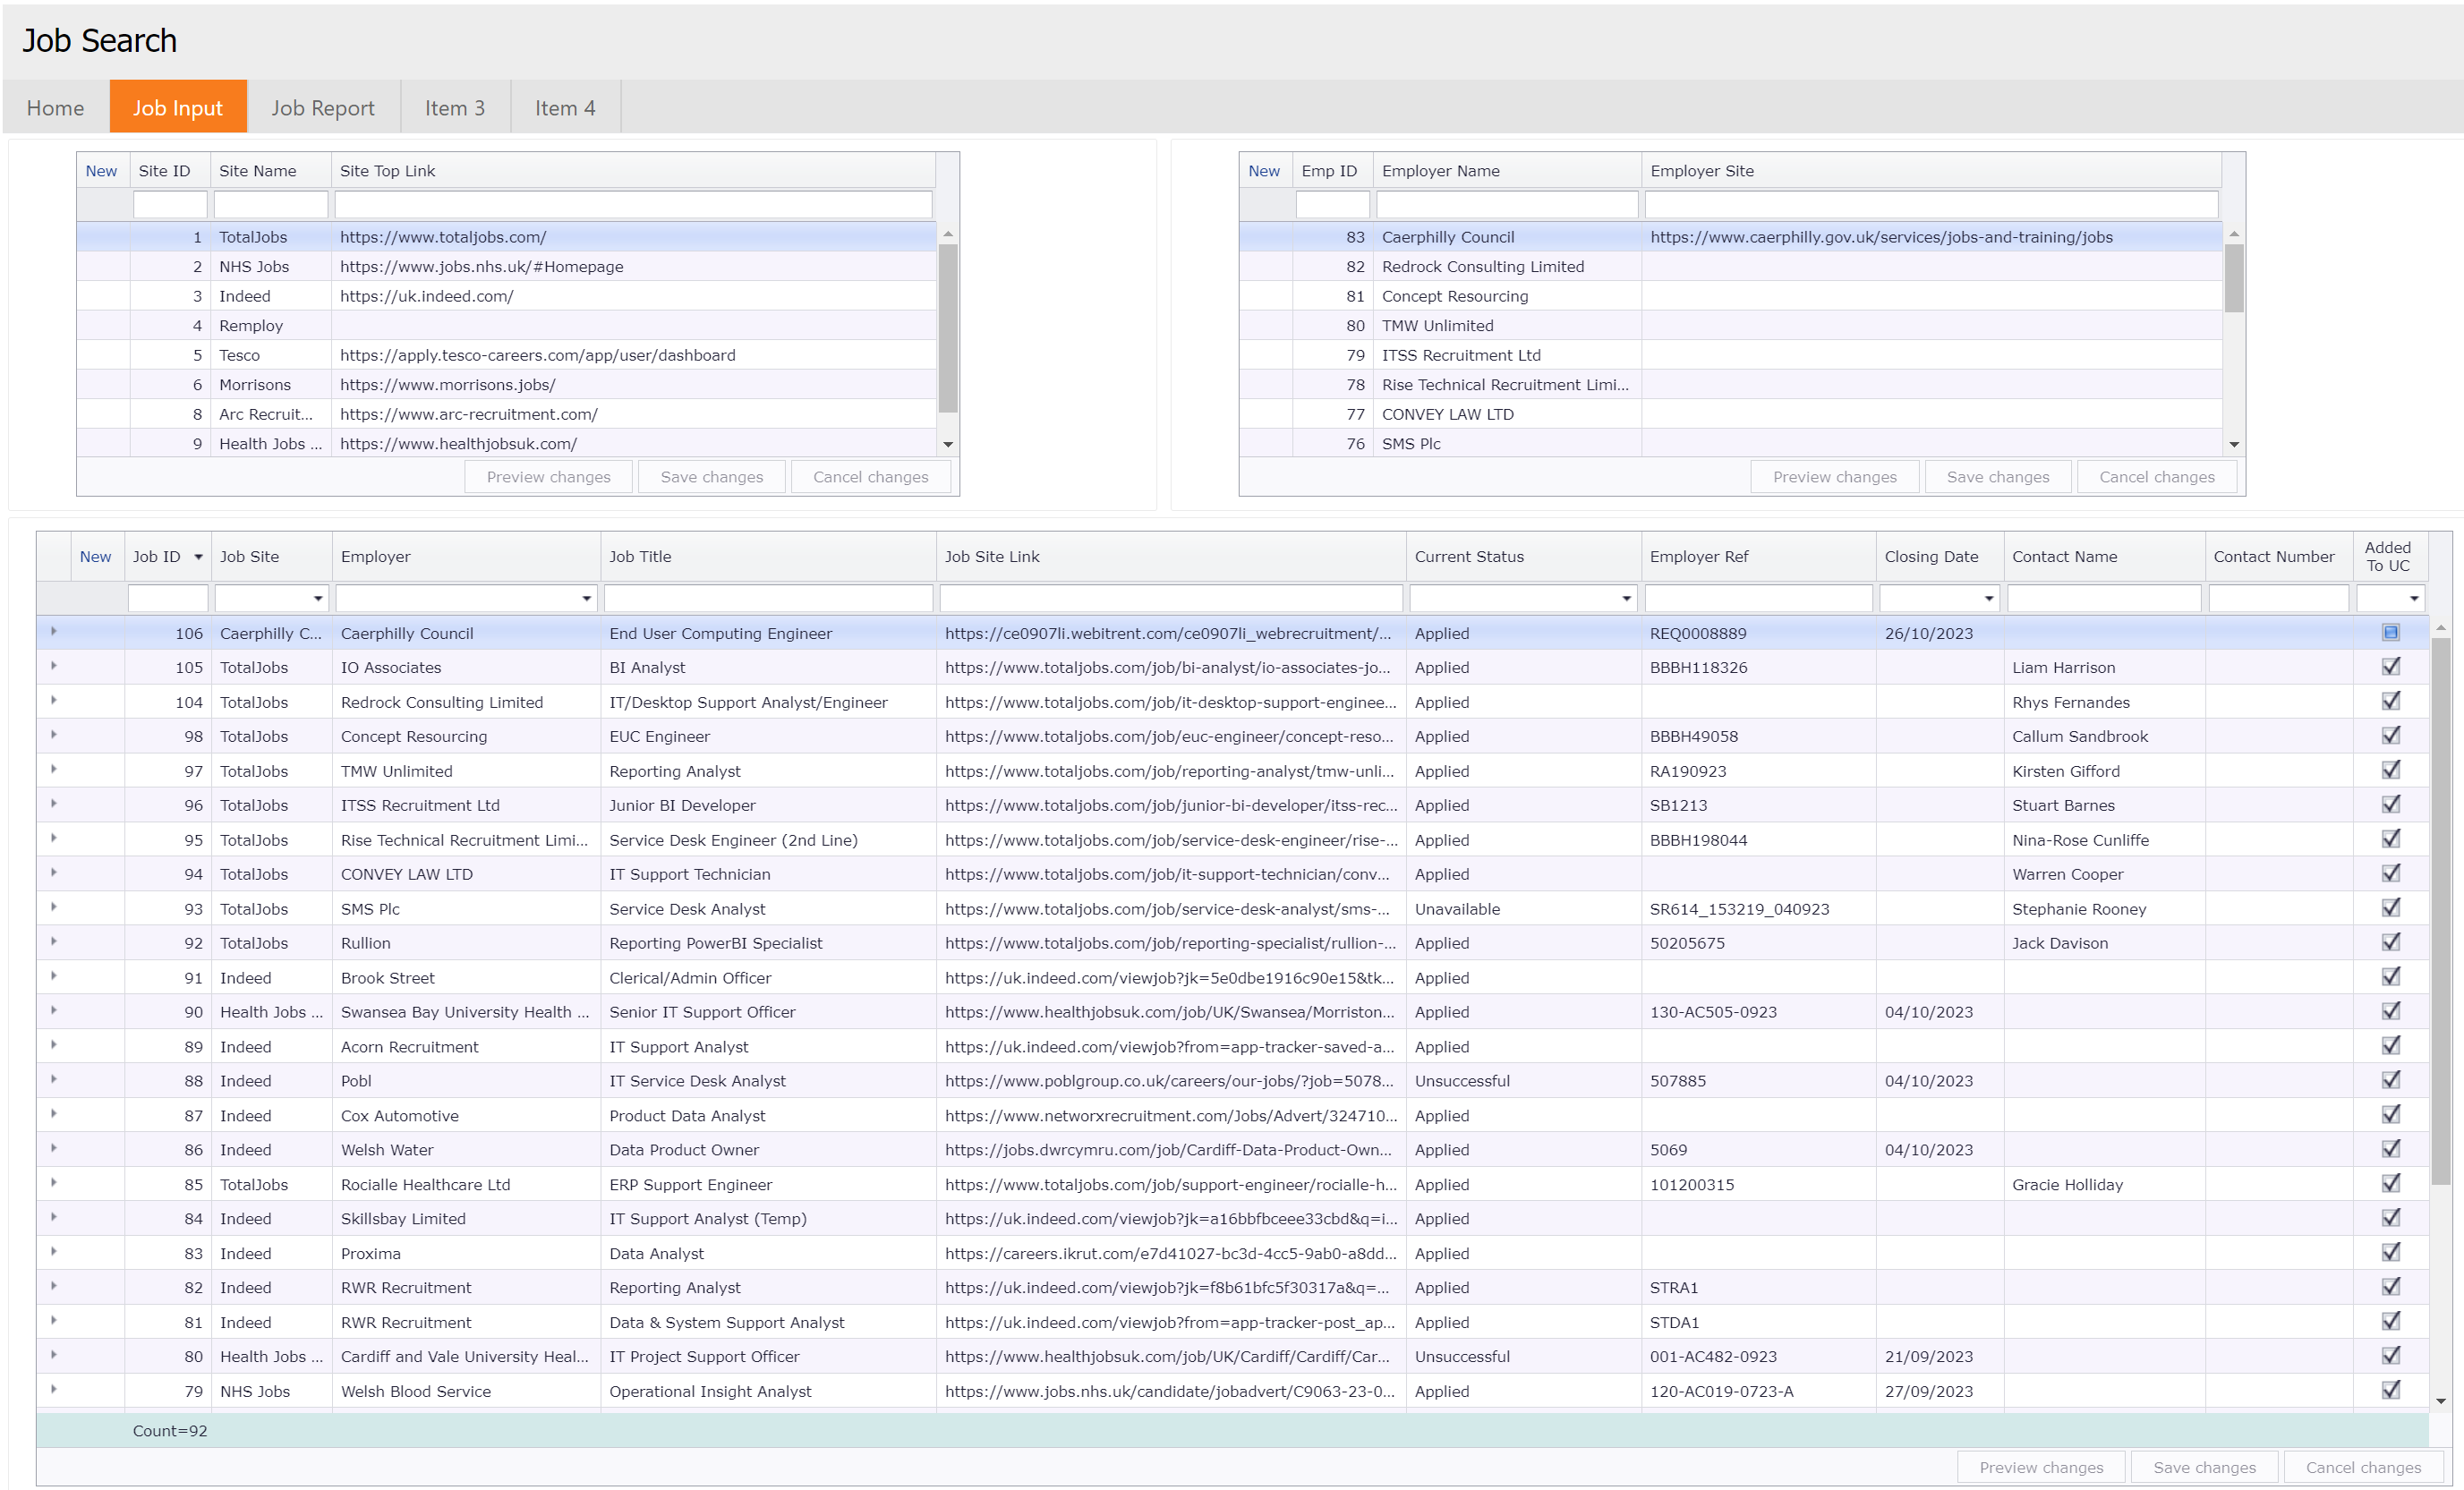 Job Search
Home Job Input Job Report Item 3 Item 4
New Site ID Site Name Site Top Link
1 TotalJobs https://www.totaljobs.com/
2 NHS Jobs https://www.jobs.nhs.uk/#Homepage
3 Indeed https://uk.indeed.com/
4 Remploy
5 Tesco https://apply.tesco-careers.com/app/user/dashboard
6 Morrisons https://www.morrisons.jobs/
8 Arc Recruit... https://www.arc-recruitment.com/
9 Health Jobs ... https://www.healthjobsuk.com/
Preview changes Save changes Cancel changes
New Emp ID Employer Name Employer Site
83 Caerphilly Council https://www.caerphilly.gov.uk/services/jobs-and-training/jobs
82 Redrock Consulting Limited
81 Concept Resourcing
80 TMW Unlimited
79 ITSS Recruitment Ltd
78 Rise Technical Recruitment Limi...
77 CONVEY LAW LTD
76 SMS Plc
Preview changes Save changes Cancel changes
New Job ID Job Site Employer Job Title Job Site Link Current Status Employer Ref Closing Date Contact Name Contact Number Added To UC
106 Caerphilly C... Caerphilly Council End User Computing Engineer https://ce0907li.webitrent.com/ce0907li_webrecruitment/... Applied REQ0008889 26/10/2023
105 TotalJobs IO Associates BI Analyst https://www.totaljobs.com/job/bi-analyst/io-associates-jo... Applied BBBH118326 Liam Harrison
104 TotalJobs Redrock Consulting Limited IT/Desktop Support Analyst/Engineer https://www.totaljobs.com/job/it-desktop-support-enginee... Applied Rhys Fernandes
98 TotalJobs Concept Resourcing EUC Engineer https://www.totaljobs.com/job/euc-engineer/concept-reso... Applied BBBH49058 Callum Sandbrook
97 TotalJobs TMW Unlimited Reporting Analyst https://www.totaljobs.com/job/reporting-analyst/tmw-unli... Applied RA190923 Kirsten Gifford
96 TotalJobs ITSS Recruitment Ltd Junior BI Developer https://www.totaljobs.com/job/junior-bi-developer/itss-rec... Applied SB1213 Stuart Barnes
95 TotalJobs Rise Technical Recruitment Limi... Service Desk Engineer (2nd Line) https://www.totaljobs.com/job/service-desk-engineer/rise-... Applied BBBH198044 Nina-Rose Cunliffe
94 TotalJobs CONVEY LAW LTD IT Support Technician https://www.totaljobs.com/job/it-support-technician/conv... Applied Warren Cooper
93 TotalJobs SMS Plc Service Desk Analyst https://www.totaljobs.com/job/service-desk-analyst/sms-... Unavailable SR614_153219_040923 Stephanie Rooney
92 TotalJobs Rullion Reporting PowerBI Specialist https://www.totaljobs.com/job/reporting-specialist/rullion-... Applied 50205675 Jack Davison
91 Indeed Brook Street Clerical/Admin Officer https://uk.indeed.com/viewjob?jk=5e0dbe1916c90e15&tk... Applied
90 Health Jobs ... Swansea Bay University Health ... Senior IT Support Officer https://www.healthjobsuk.com/job/UK/Swansea/Morriston... Applied 130-AC505-0923 04/10/2023
89 Indeed Acorn Recruitment IT Support Analyst https://uk.indeed.com/viewjob?from=app-tracker-saved-a... Applied
88 Indeed Pobl IT Service Desk Analyst https://www.poblgroup.co.uk/careers/our-jobs/?job=5078... Unsuccessful 507885 04/10/2023
87 Indeed Cox Automotive Product Data Analyst https://www.networxrecruitment.com/Jobs/Advert/324710... Applied
86 Indeed Welsh Water Data Product Owner https://jobs.dwrcymru.com/job/Cardiff-Data-Product-Own... Applied 5069 04/10/2023
85 TotalJobs Rocialle Healthcare Ltd ERP Support Engineer https://www.totaljobs.com/job/support-engineer/rocialle-h... Applied 101200315 Gracie Holliday
84 Indeed Skillsbay Limited IT Support Analyst (Temp) https://uk.indeed.com/viewjob?jk=a16bbfbceee33cbd&q=i... Applied
83 Indeed Proxima Data Analyst https://careers.ikrut.com/e7d41027-bc3d-4cc5-9ab0-a8dd... Applied
82 Indeed RWR Recruitment Reporting Analyst https://uk.indeed.com/viewjob?jk=f8b61bfc5f30317a&q=... Applied STRA1
81 Indeed RWR Recruitment Data & System Support Analyst https://uk.indeed.com/viewjob?from=app-tracker-post_ap... Applied STDA1
80 Health Jobs ... Cardiff and Vale University Heal... IT Project Support Officer https://www.healthjobsuk.com/job/UK/Cardiff/Cardiff/Car... Unsuccessful 001-AC482-0923 21/09/2023
79 NHS Jobs Welsh Blood Service Operational Insight Analyst https://www.jobs.nhs.uk/candidate/jobadvert/C9063-23-0... Applied 120-AC019-0723-A 27/09/2023
Count=92
Preview changes Save changes Cancel changes